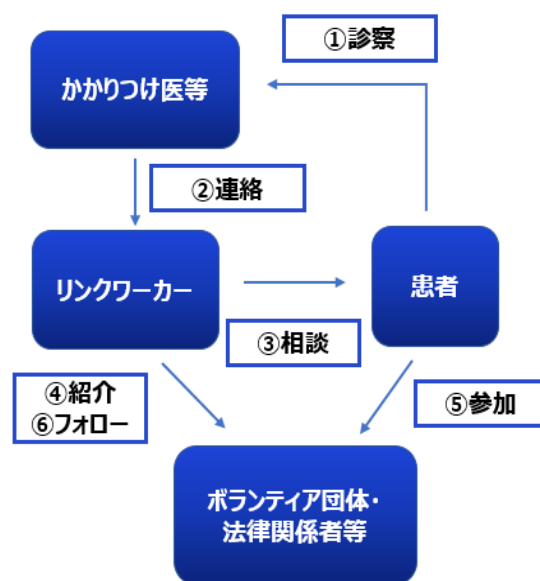 ①診察
かかりつけ医等
②連絡
リンクワーカー
患者
③相談
④紹介
⑥フォロー
⑤参加
ボランティア団体・
法律関係者等